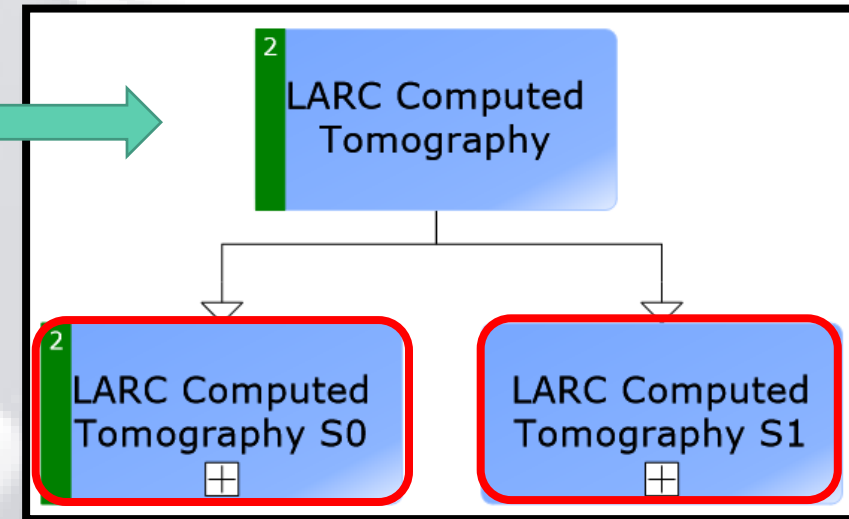 2
LARC Computed
Tomography
2
LARC Computed
Tomography S0
LARC Computed
Tomography S1